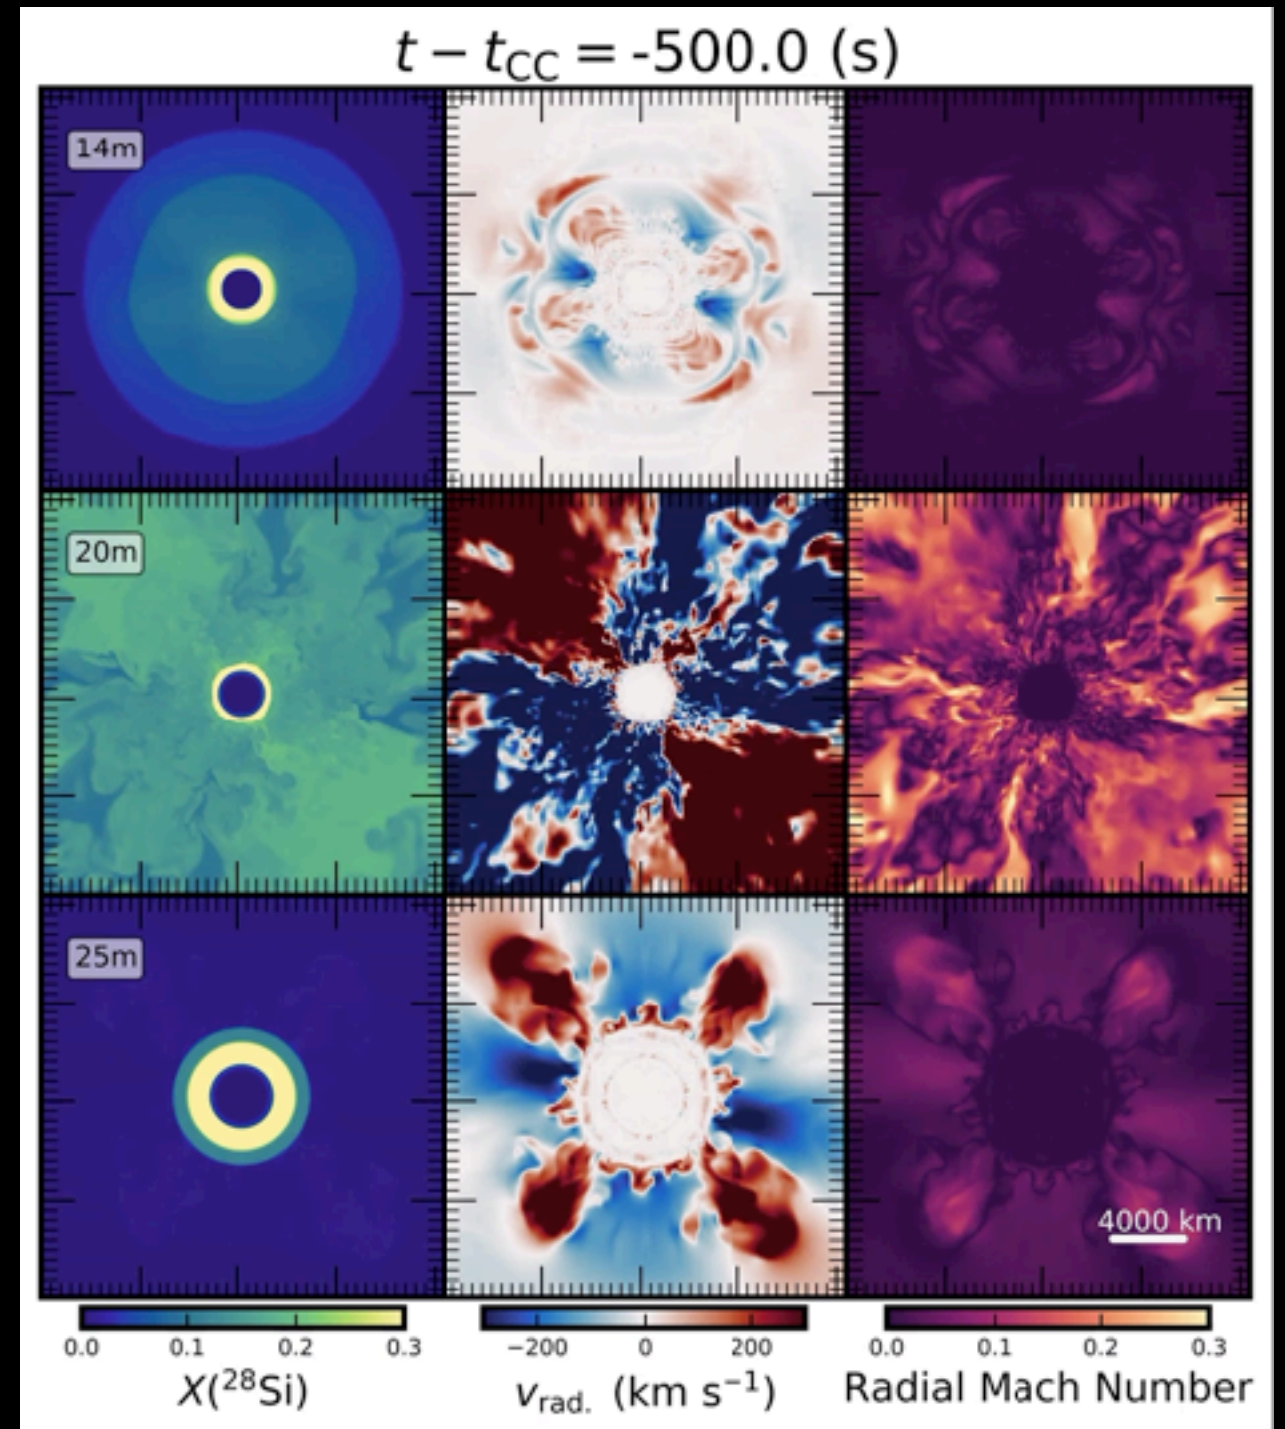 t − t_CC = -500.0 (s)
14m
20m
25m
4000 km
0.0 0.1 0.2 0.3 −200 0 200 0.0 0.1 0.2 0.3
X(²⁸Si) v_rad. (km s⁻¹) Radial Mach Number